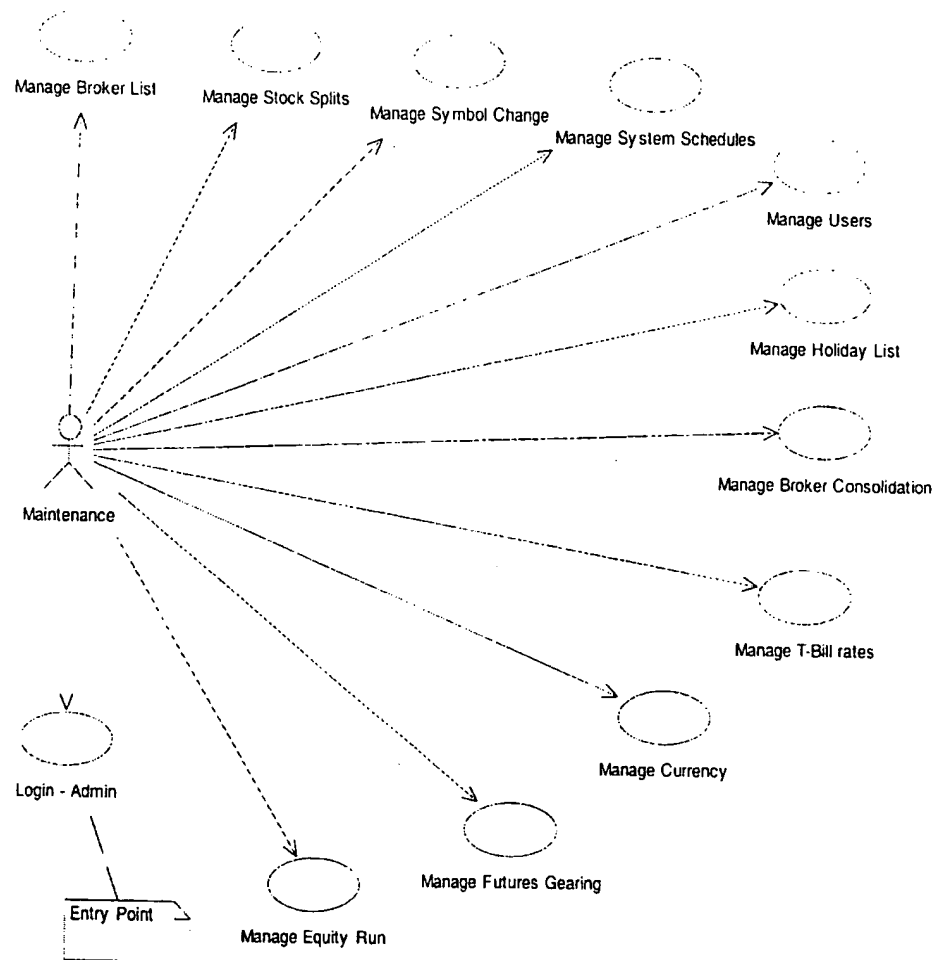 Manage Broker List
Manage Stock Splits
Manage Symbol Change
Manage System Schedules
Manage Users
Manage Holiday List
Manage Broker Consolidation
Maintenance
Manage T-Bill rates
Manage Currency
Login - Admin
Manage Futures Gearing
Entry Point
Manage Equity Run